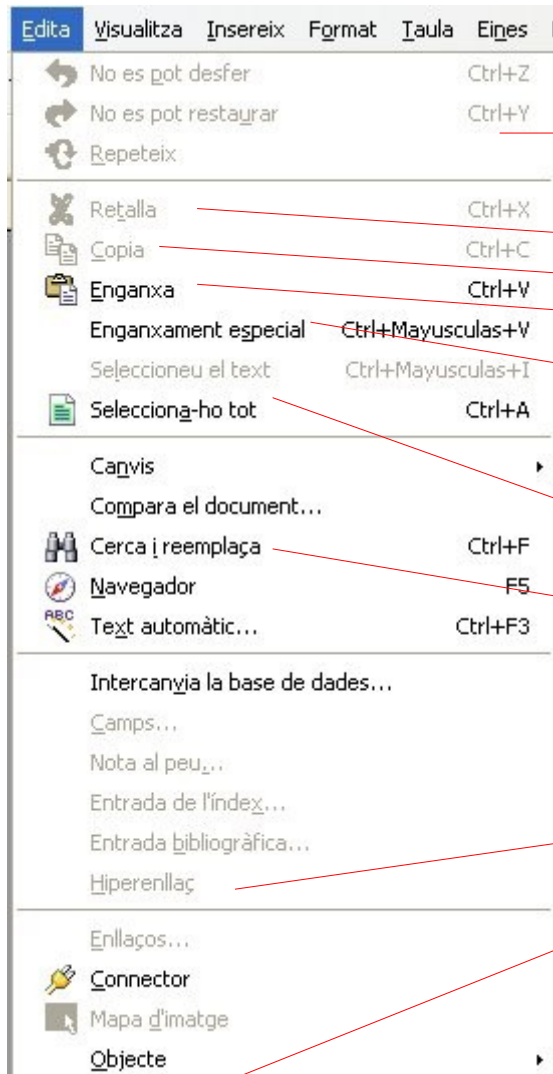 Edita Visualitza Insereix Format Taula Eines
No es pot desfer Ctrl+Z
No es pot restaurar Ctrl+Y
Repeteix
Retalla Ctrl+X
Copia Ctrl+C
Enganxa Ctrl+V
Enganxament especial Ctrl+Mayusculas+V
Seleccioneu el text Ctrl+Mayusculas+I
Selecciona-ho tot Ctrl+A
Canvis
Compara el document...
Cerca i reemplaça Ctrl+F
Navegador F5
ABC
Text automàtic... Ctrl+F3
Intercanvia la base de dades...
Camps...
Nota al peu...
Entrada de l'índex...
Entrada bibliogràfica...
Hiperenllaç
Enllaços...
Connector
Mapa d'imatge
Objecte